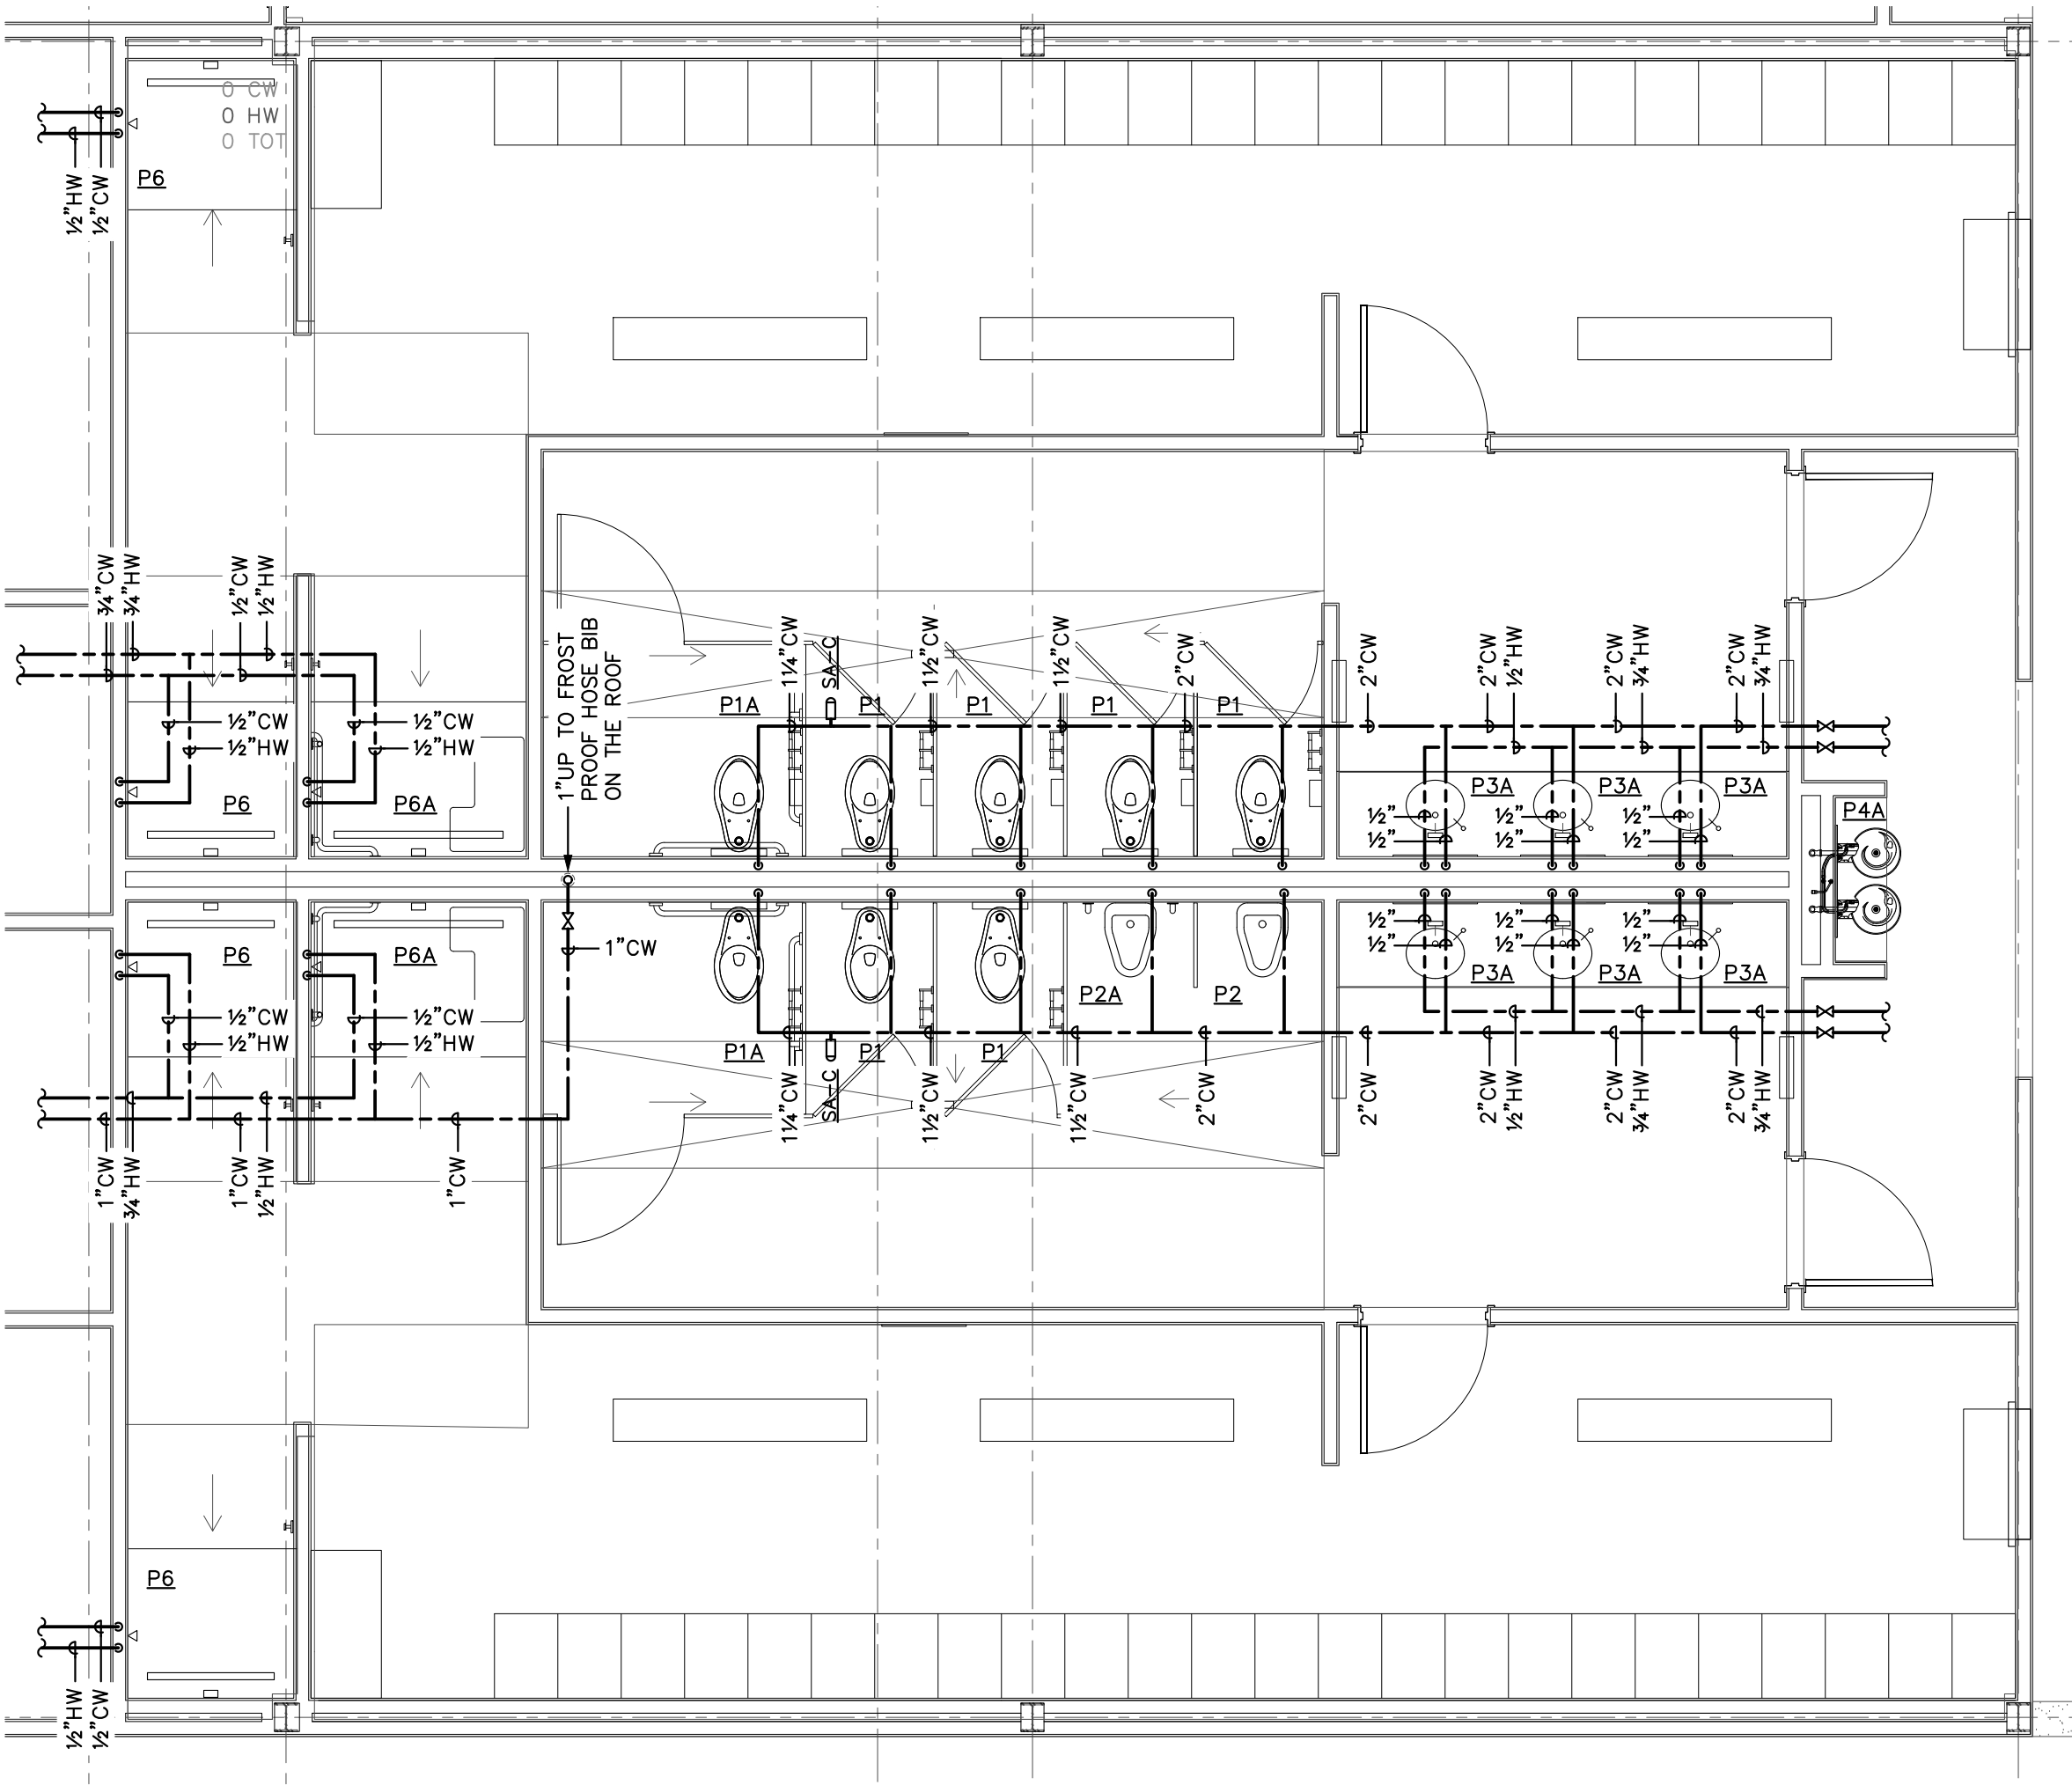 0 CW
0 HW
0 TOT
P6
½"HW
½"CW
¾"CW
¾"HW
½"CW
½"HW
½"CW
½"HW
½"CW
½"HW
P6
P6A
1"UP TO FROST
PROOF HOSE BIB
ON THE ROOF
1¼"CW
SA-C
1½"CW
1½"CW
2"CW
2"CW
2"CW
½"HW
2"CW
¾"HW
2"CW
¾"HW
P1A
P1
P1
P1
P1
P3A
P3A
P3A
½"
½"
½"
½"
½"
½"
P4A
1"CW
P6
P6A
½"CW
½"HW
½"CW
½"HW
½"
½"
½"
½"
½"
½"
P3A
P3A
P3A
P2A
P2
P1A
P1
P1
1¼"CW
SA-C
1½"CW
1½"CW
2"CW
2"CW
2"CW
½"HW
2"CW
¾"HW
2"CW
¾"HW
1"CW
¾"HW
1"CW
½"HW
1"CW
P6
½"HW
½"CW